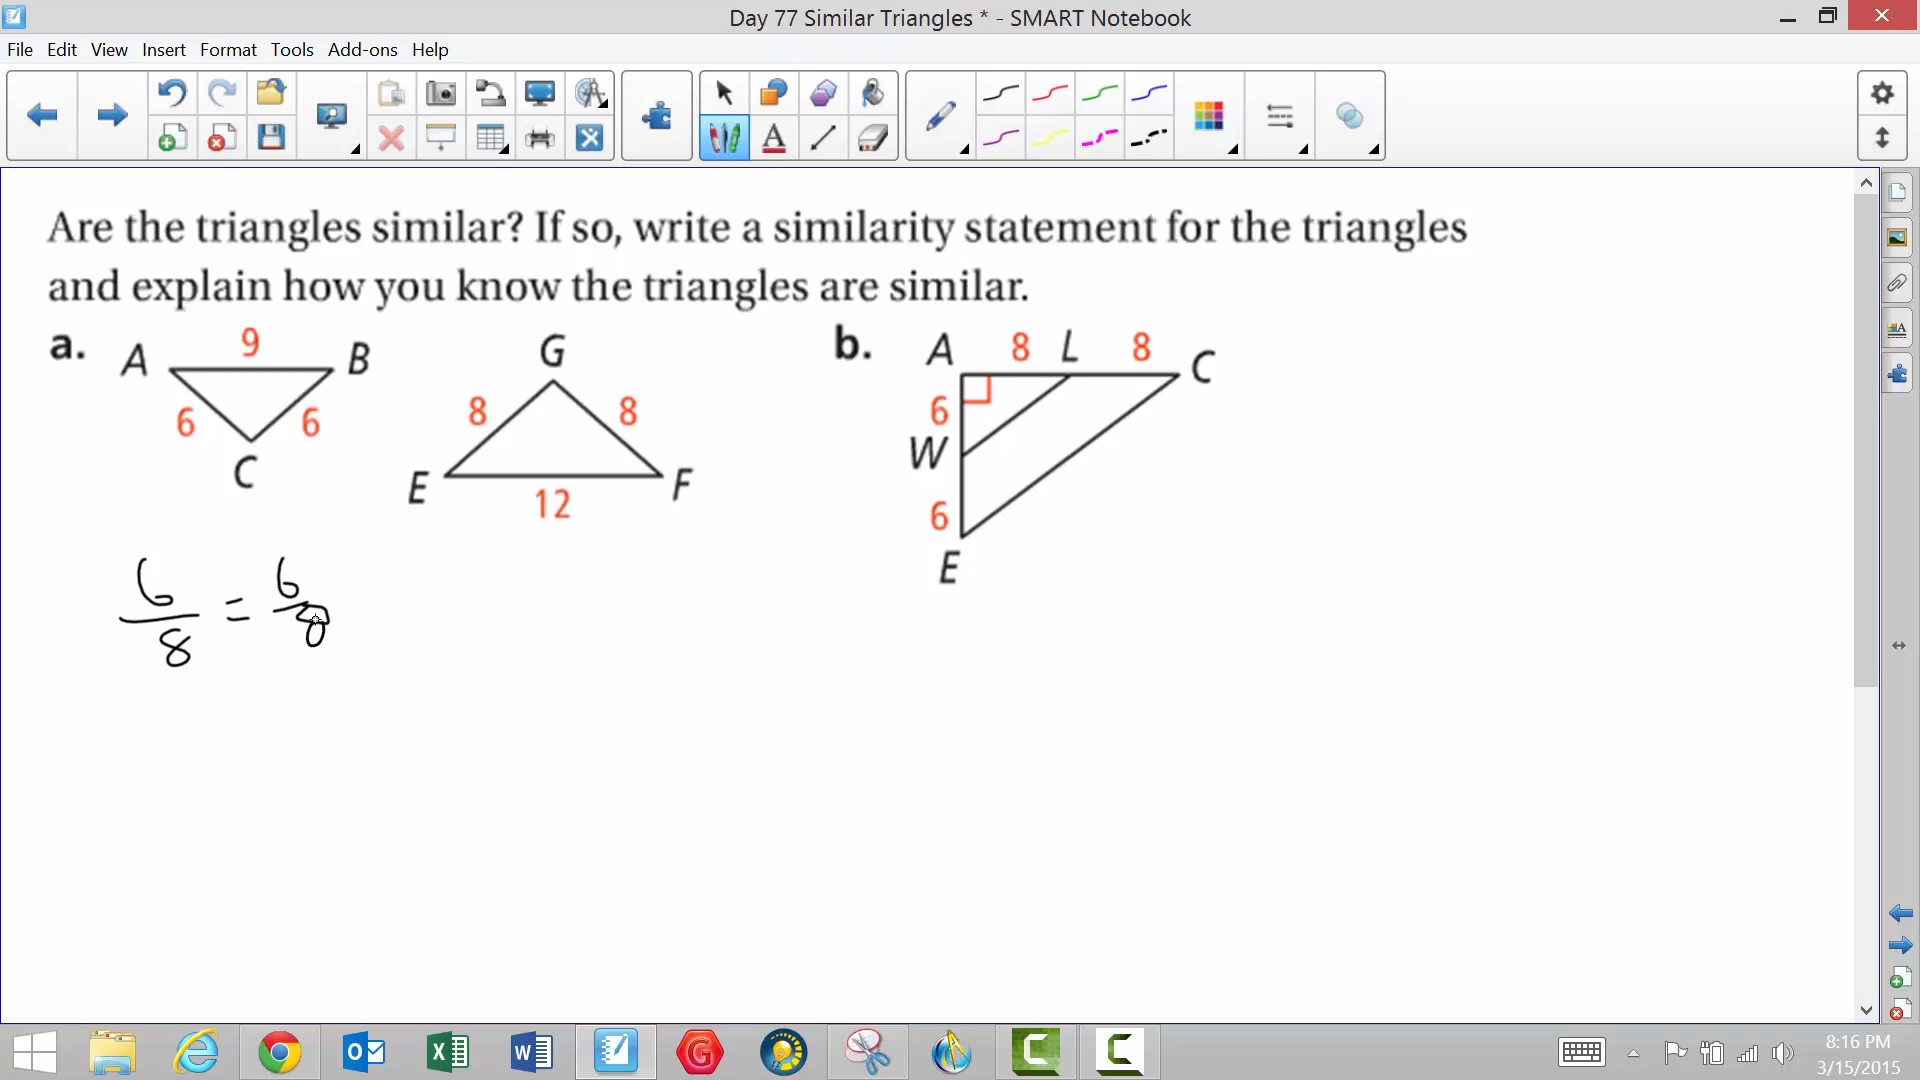 Day 77 Similar Triangles * - SMART Notebook
File Edit View Insert Format Tools Add-ons Help
Are the triangles similar? If so, write a similarity statement for the triangles
and explain how you know the triangles are similar.
a. A 9 B
6 6
C
G
8 8
E F
12
b. A 8 L 8 C
6
W
6
E
6/8 = 6/8
8:16 PM
3/15/2015